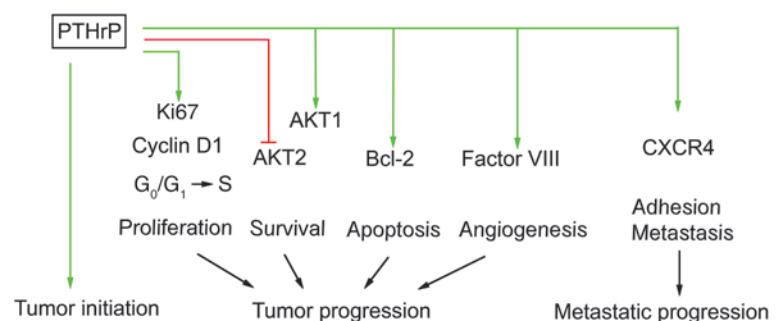 PTHrP
Ki67
AKT1
Cyclin D1
AKT2
Bcl-2
Factor VIII
CXCR4
G0/G1 → S
Proliferation
Survival
Apoptosis
Angiogenesis
Adhesion
Metastasis
Tumor initiation
Tumor progression
Metastatic progression